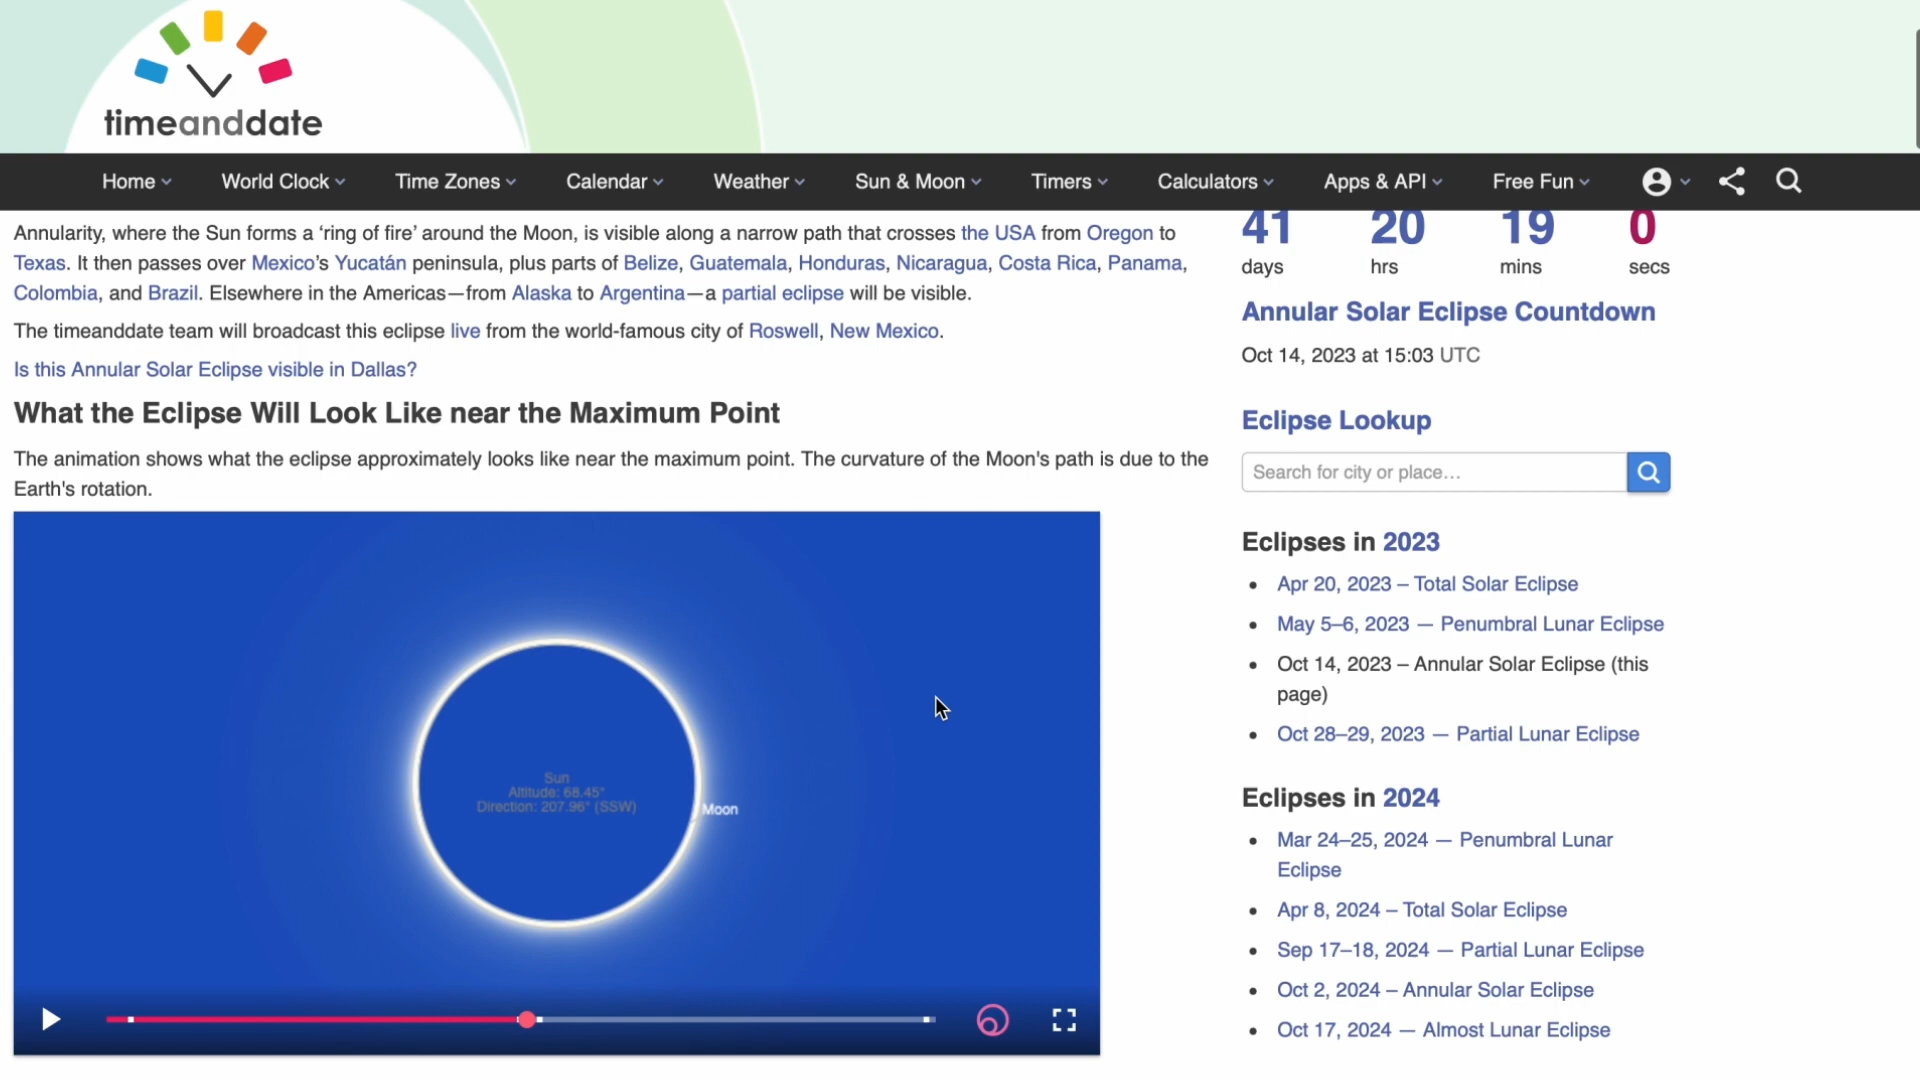 timeanddate
Home World Clock Time Zones Calendar Weather Sun & Moon Timers Calculators Apps & API Free Fun
Annularity, where the Sun forms a ‘ring of fire’ around the Moon, is visible along a narrow path that crosses the USA from Oregon to
Texas. It then passes over Mexico’s Yucatán peninsula, plus parts of Belize, Guatemala, Honduras, Nicaragua, Costa Rica, Panama,
Colombia, and Brazil. Elsewhere in the Americas—from Alaska to Argentina—a partial eclipse will be visible.
The timeanddate team will broadcast this eclipse live from the world-famous city of Roswell, New Mexico.
Is this Annular Solar Eclipse visible in Dallas?
What the Eclipse Will Look Like near the Maximum Point
The animation shows what the eclipse approximately looks like near the maximum point. The curvature of the Moon's path is due to the
Earth's rotation.
Sun
Altitude: 68.45°
Direction: 207.96° (SSW)
Moon
41 20 19 0
days hrs mins secs
Annular Solar Eclipse Countdown
Oct 14, 2023 at 15:03 UTC
Eclipse Lookup
Search for city or place…
Eclipses in 2023
• Apr 20, 2023 – Total Solar Eclipse
• May 5–6, 2023 — Penumbral Lunar Eclipse
• Oct 14, 2023 – Annular Solar Eclipse (this
page)
• Oct 28–29, 2023 — Partial Lunar Eclipse
Eclipses in 2024
• Mar 24–25, 2024 — Penumbral Lunar
Eclipse
• Apr 8, 2024 – Total Solar Eclipse
• Sep 17–18, 2024 — Partial Lunar Eclipse
• Oct 2, 2024 – Annular Solar Eclipse
• Oct 17, 2024 — Almost Lunar Eclipse